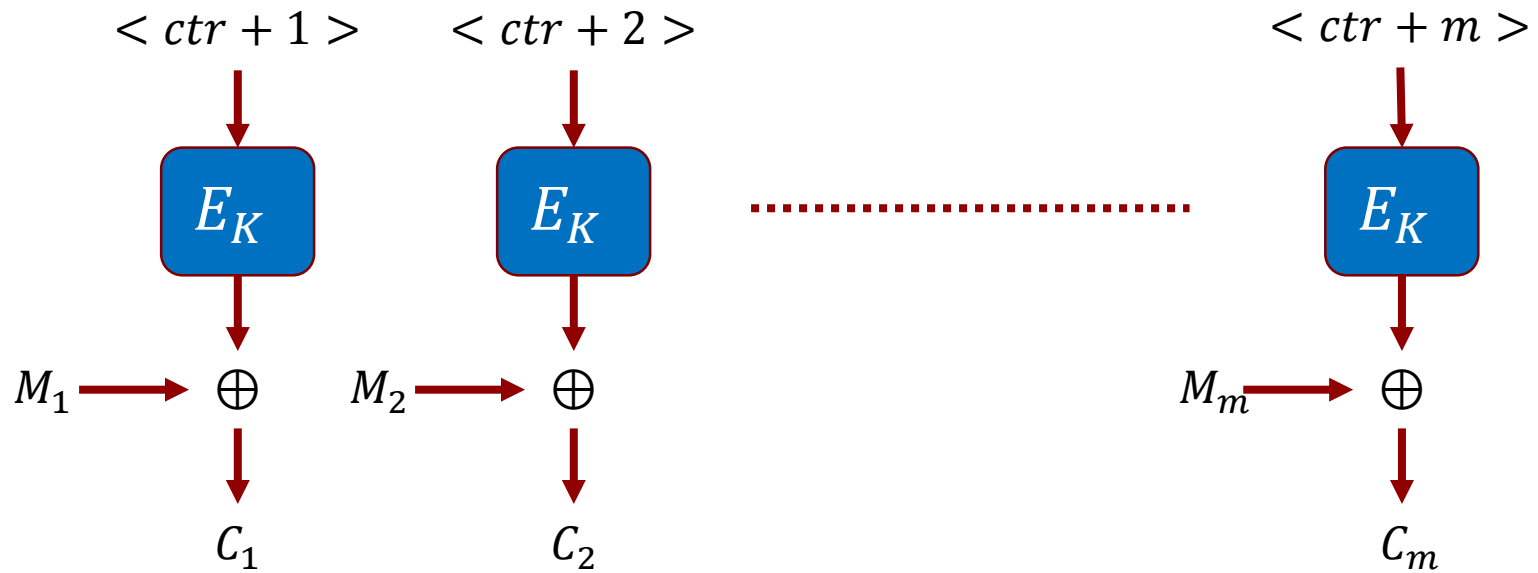 < ctr + 1 > < ctr + 2 > < ctr + m >
E_K E_K E_K
M_1 ⊕ M_2 ⊕ M_m ⊕
C_1 C_2 C_m